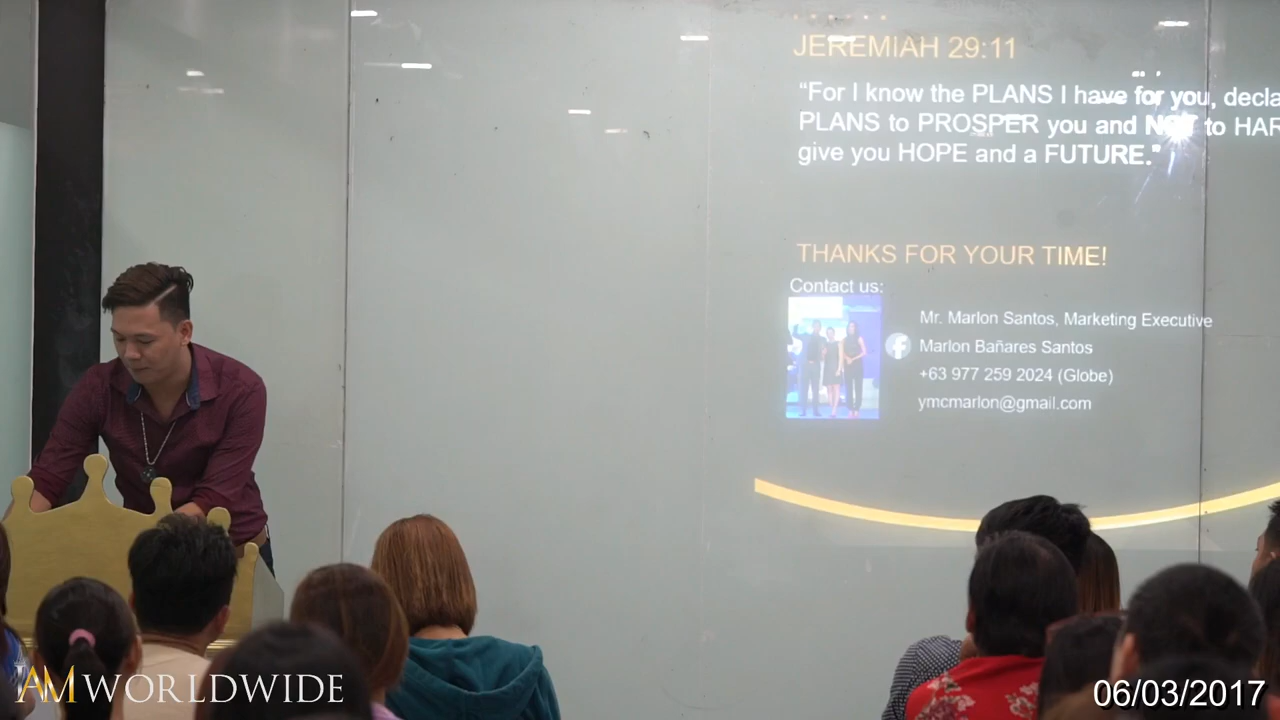 JEREMIAH 29:11
“For I know the PLANS I have for you, decla
PLANS to PROSPER you and NOT to HAR
give you HOPE and a FUTURE.”
THANKS FOR YOUR TIME!
Contact us:
Mr. Marlon Santos, Marketing Executive
f
Marlon Bañares Santos
+63 977 259 2024 (Globe)
ymcmarlon@gmail.com
IAM WORLDWIDE
06/03/2017